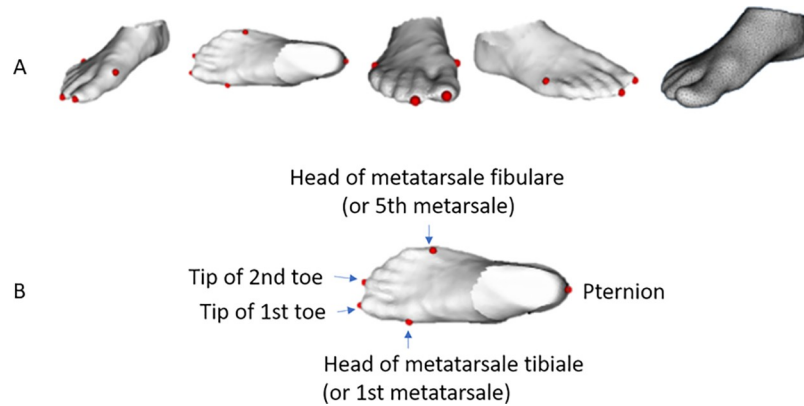 A
Head of metatarsale fibulare
(or 5th metarsale)
Tip of 2nd toe
B
Pternion
Tip of 1st toe
Head of metatarsale tibiale
(or 1st metatarsale)